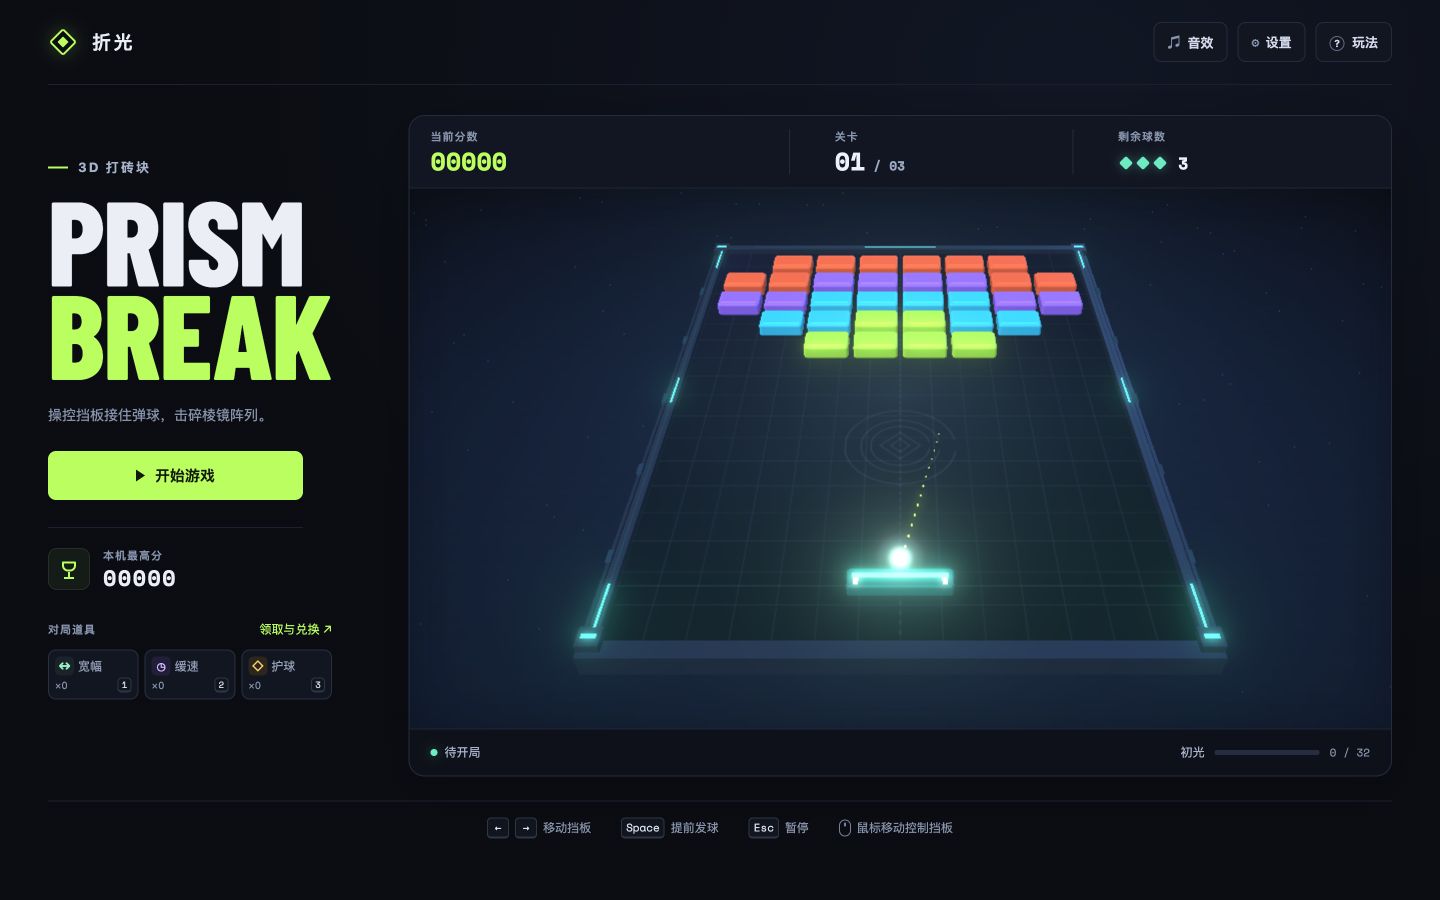 折光
音效
设置
? 玩法
3D 打砖块
PRISM
BREAK
操控挡板接住弹球，击碎棱镜阵列。
开始游戏
本机最高分
00000
对局道具 领取与兑换 ↗
宽幅 ×0 1
缓速 ×0 2
护球 ×0 3
当前分数
00000
关卡
01 / 03
剩余球数
3
待开局
初光 0 / 32
← → 移动挡板 Space 提前发球 Esc 暂停 鼠标移动控制挡板